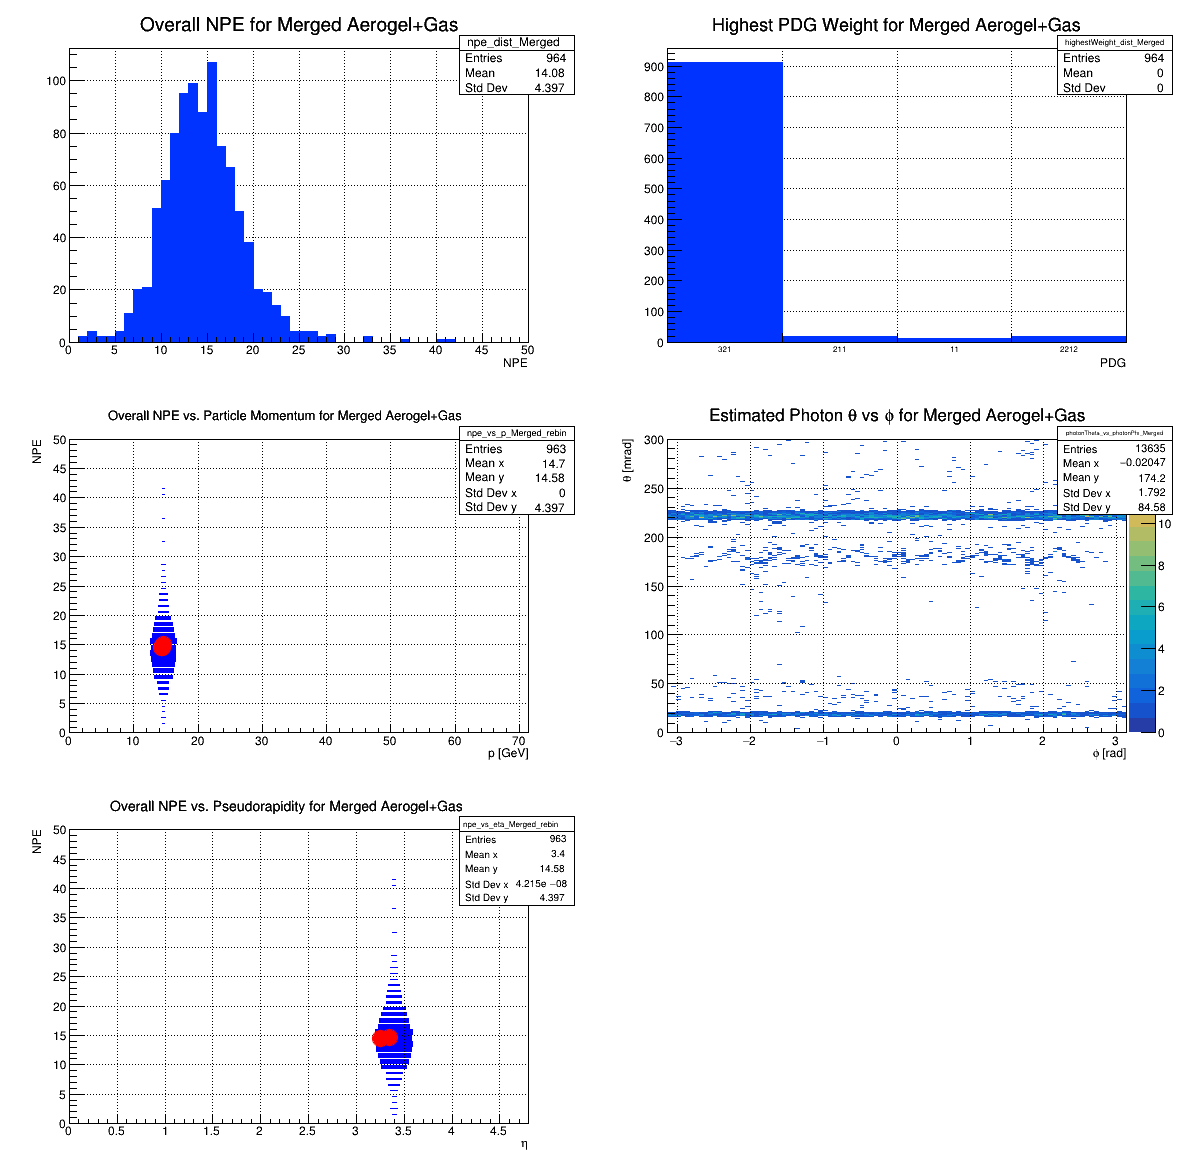 Overall NPE for Merged Aerogel+Gas
npe_dist_Merged
Entries 964
Mean 14.08
Std Dev 4.397
100
80
60
40
20
0
0 5 10 15 20 25 30 35 40 45 50
NPE
Highest PDG Weight for Merged Aerogel+Gas
highestWeight_dist_Merged
Entries 964
Mean 0
Std Dev 0
900
800
700
600
500
400
300
200
100
0
321 211 11 2212
PDG
Overall NPE vs. Particle Momentum for Merged Aerogel+Gas
npe_vs_p_Merged_rebin
Entries 963
Mean x 14.7
Mean y 14.58
Std Dev x 0
Std Dev y 4.397
NPE
50
45
40
35
30
25
20
15
10
5
0
0 10 20 30 40 50 60 70
p [GeV]
Estimated Photon θ vs ϕ for Merged Aerogel+Gas
photonTheta_vs_photonPhi_Merged
Entries 13635
Mean x −0.02047
Mean y 174.2
Std Dev x 1.792
Std Dev y 84.58
θ [mrad]
300
250
200
150
100
50
0
−3 −2 −1 0 1 2 3
ϕ [rad]
10
8
6
4
2
0
Overall NPE vs. Pseudorapidity for Merged Aerogel+Gas
npe_vs_eta_Merged_rebin
Entries 963
Mean x 3.4
Mean y 14.58
Std Dev x 4.215e −08
Std Dev y 4.397
NPE
50
45
40
35
30
25
20
15
10
5
0
0 0.5 1 1.5 2 2.5 3 3.5 4 4.5
η